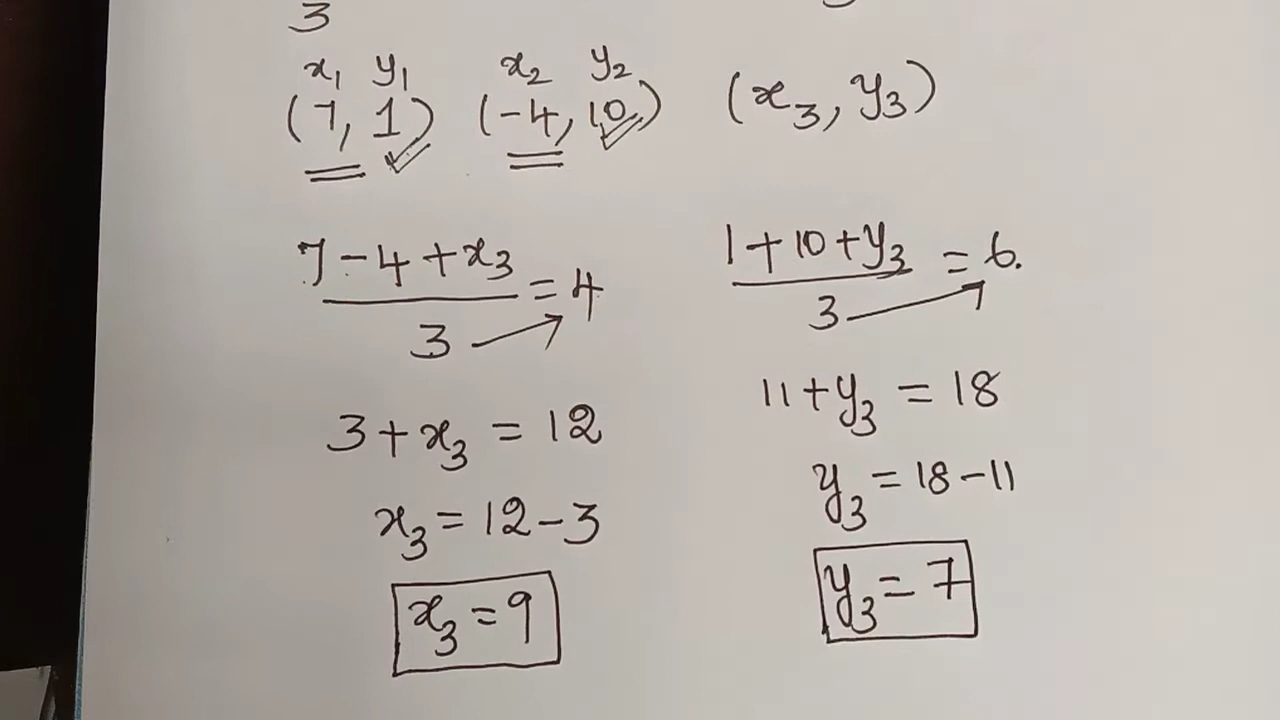 3
x₁ y₁ x₂ y₂
(7, 1) (-4, 10) (x₃, y₃)
7 - 4 + x₃ / 3 = 4
1 + 10 + y₃ / 3 = 6.
3 + x₃ = 12
11 + y₃ = 18
x₃ = 12 - 3
y₃ = 18 - 11
x₃ = 9
y₃ = 7